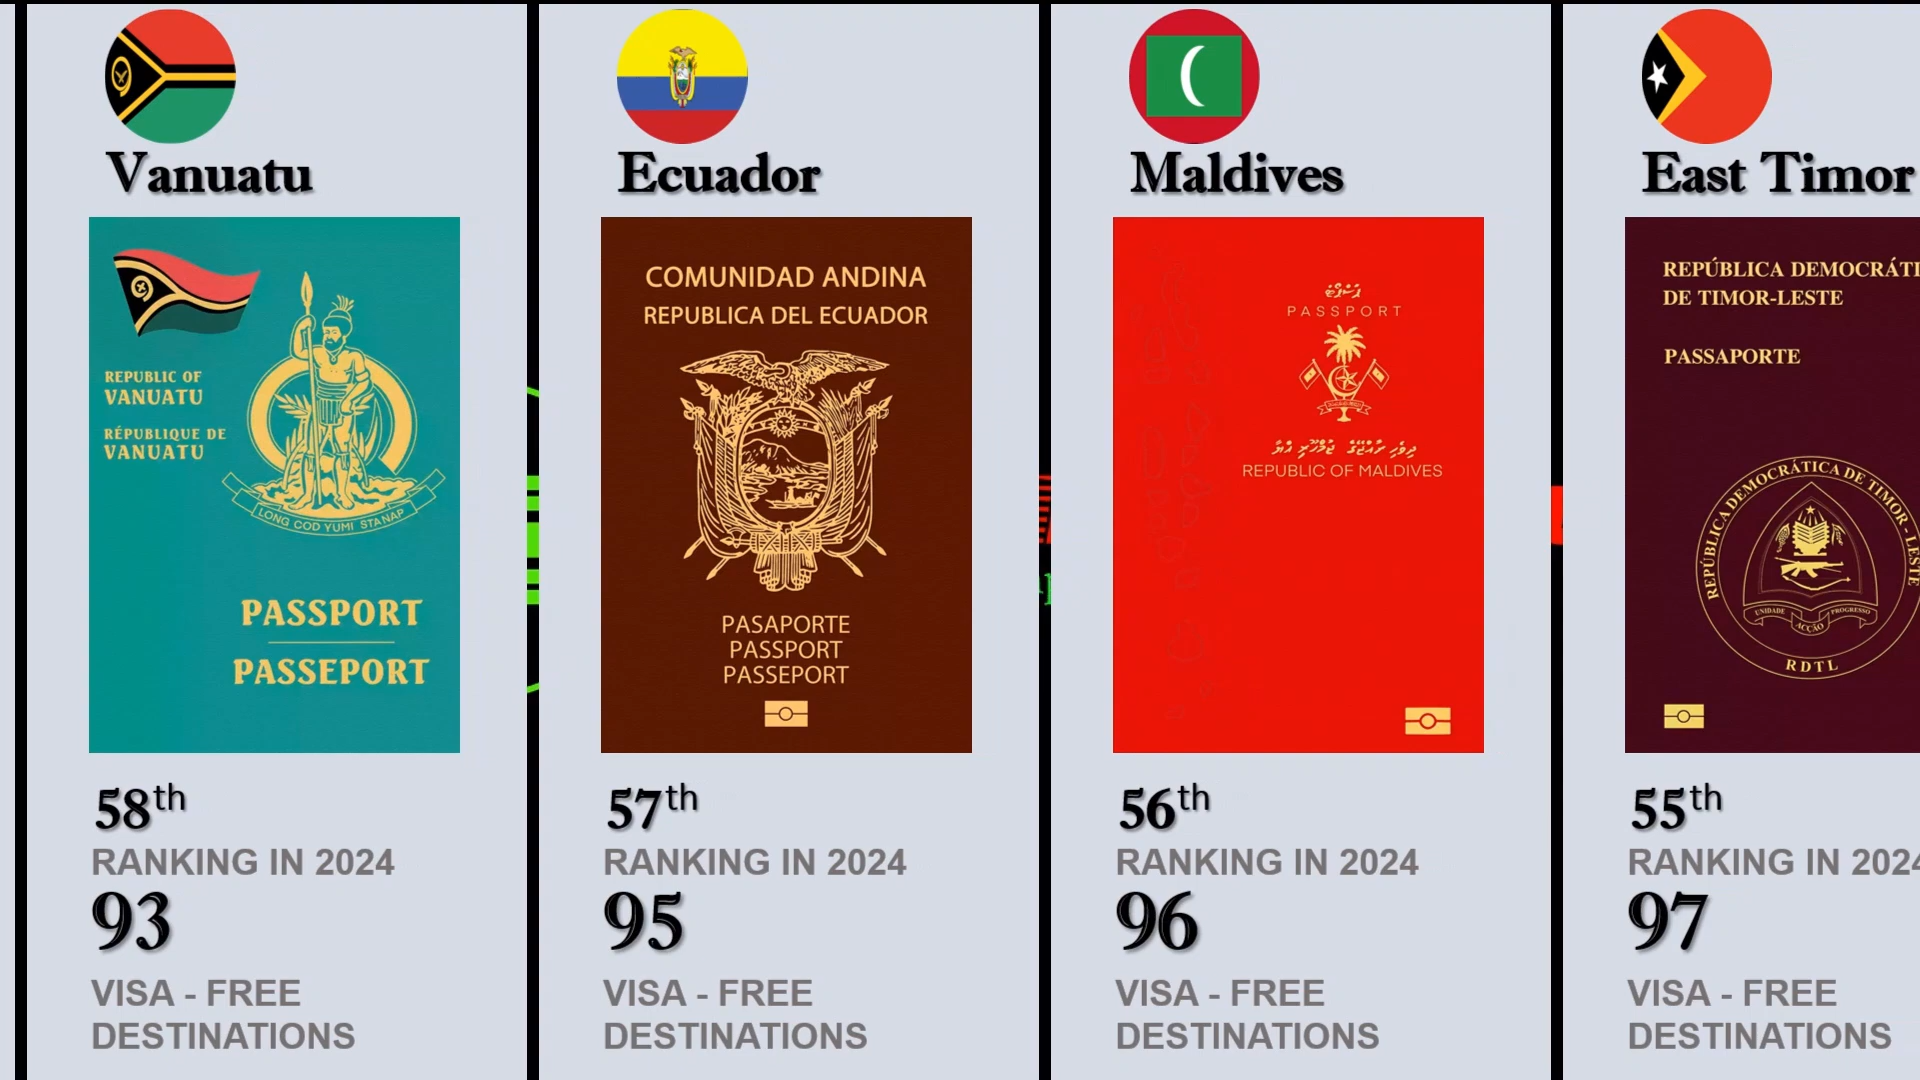 Vanuatu
REPUBLIC OF
VANUATU
RÉPUBLIQUE DE
VANUATU
LONG GOD YUMI STANAP
PASSPORT
PASSEPORT
58th
RANKING IN 2024
93
VISA - FREE
DESTINATIONS
Ecuador
COMUNIDAD ANDINA
REPUBLICA DEL ECUADOR
PASAPORTE
PASSPORT
PASSEPORT
57th
RANKING IN 2024
95
VISA - FREE
DESTINATIONS
Maldives
PASSPORT
REPUBLIC OF MALDIVES
56th
RANKING IN 2024
96
VISA - FREE
DESTINATIONS
East Timor
REPÚBLICA DEMOCRÁTI
DE TIMOR-LESTE
PASSAPORTE
REPÚBLICA DEMOCRÁTICA DE TIMOR - LESTE
UNIDADE
ACÇÃO
PROGRESSO
RDTL
55th
RANKING IN 2024
97
VISA - FREE
DESTINATIONS